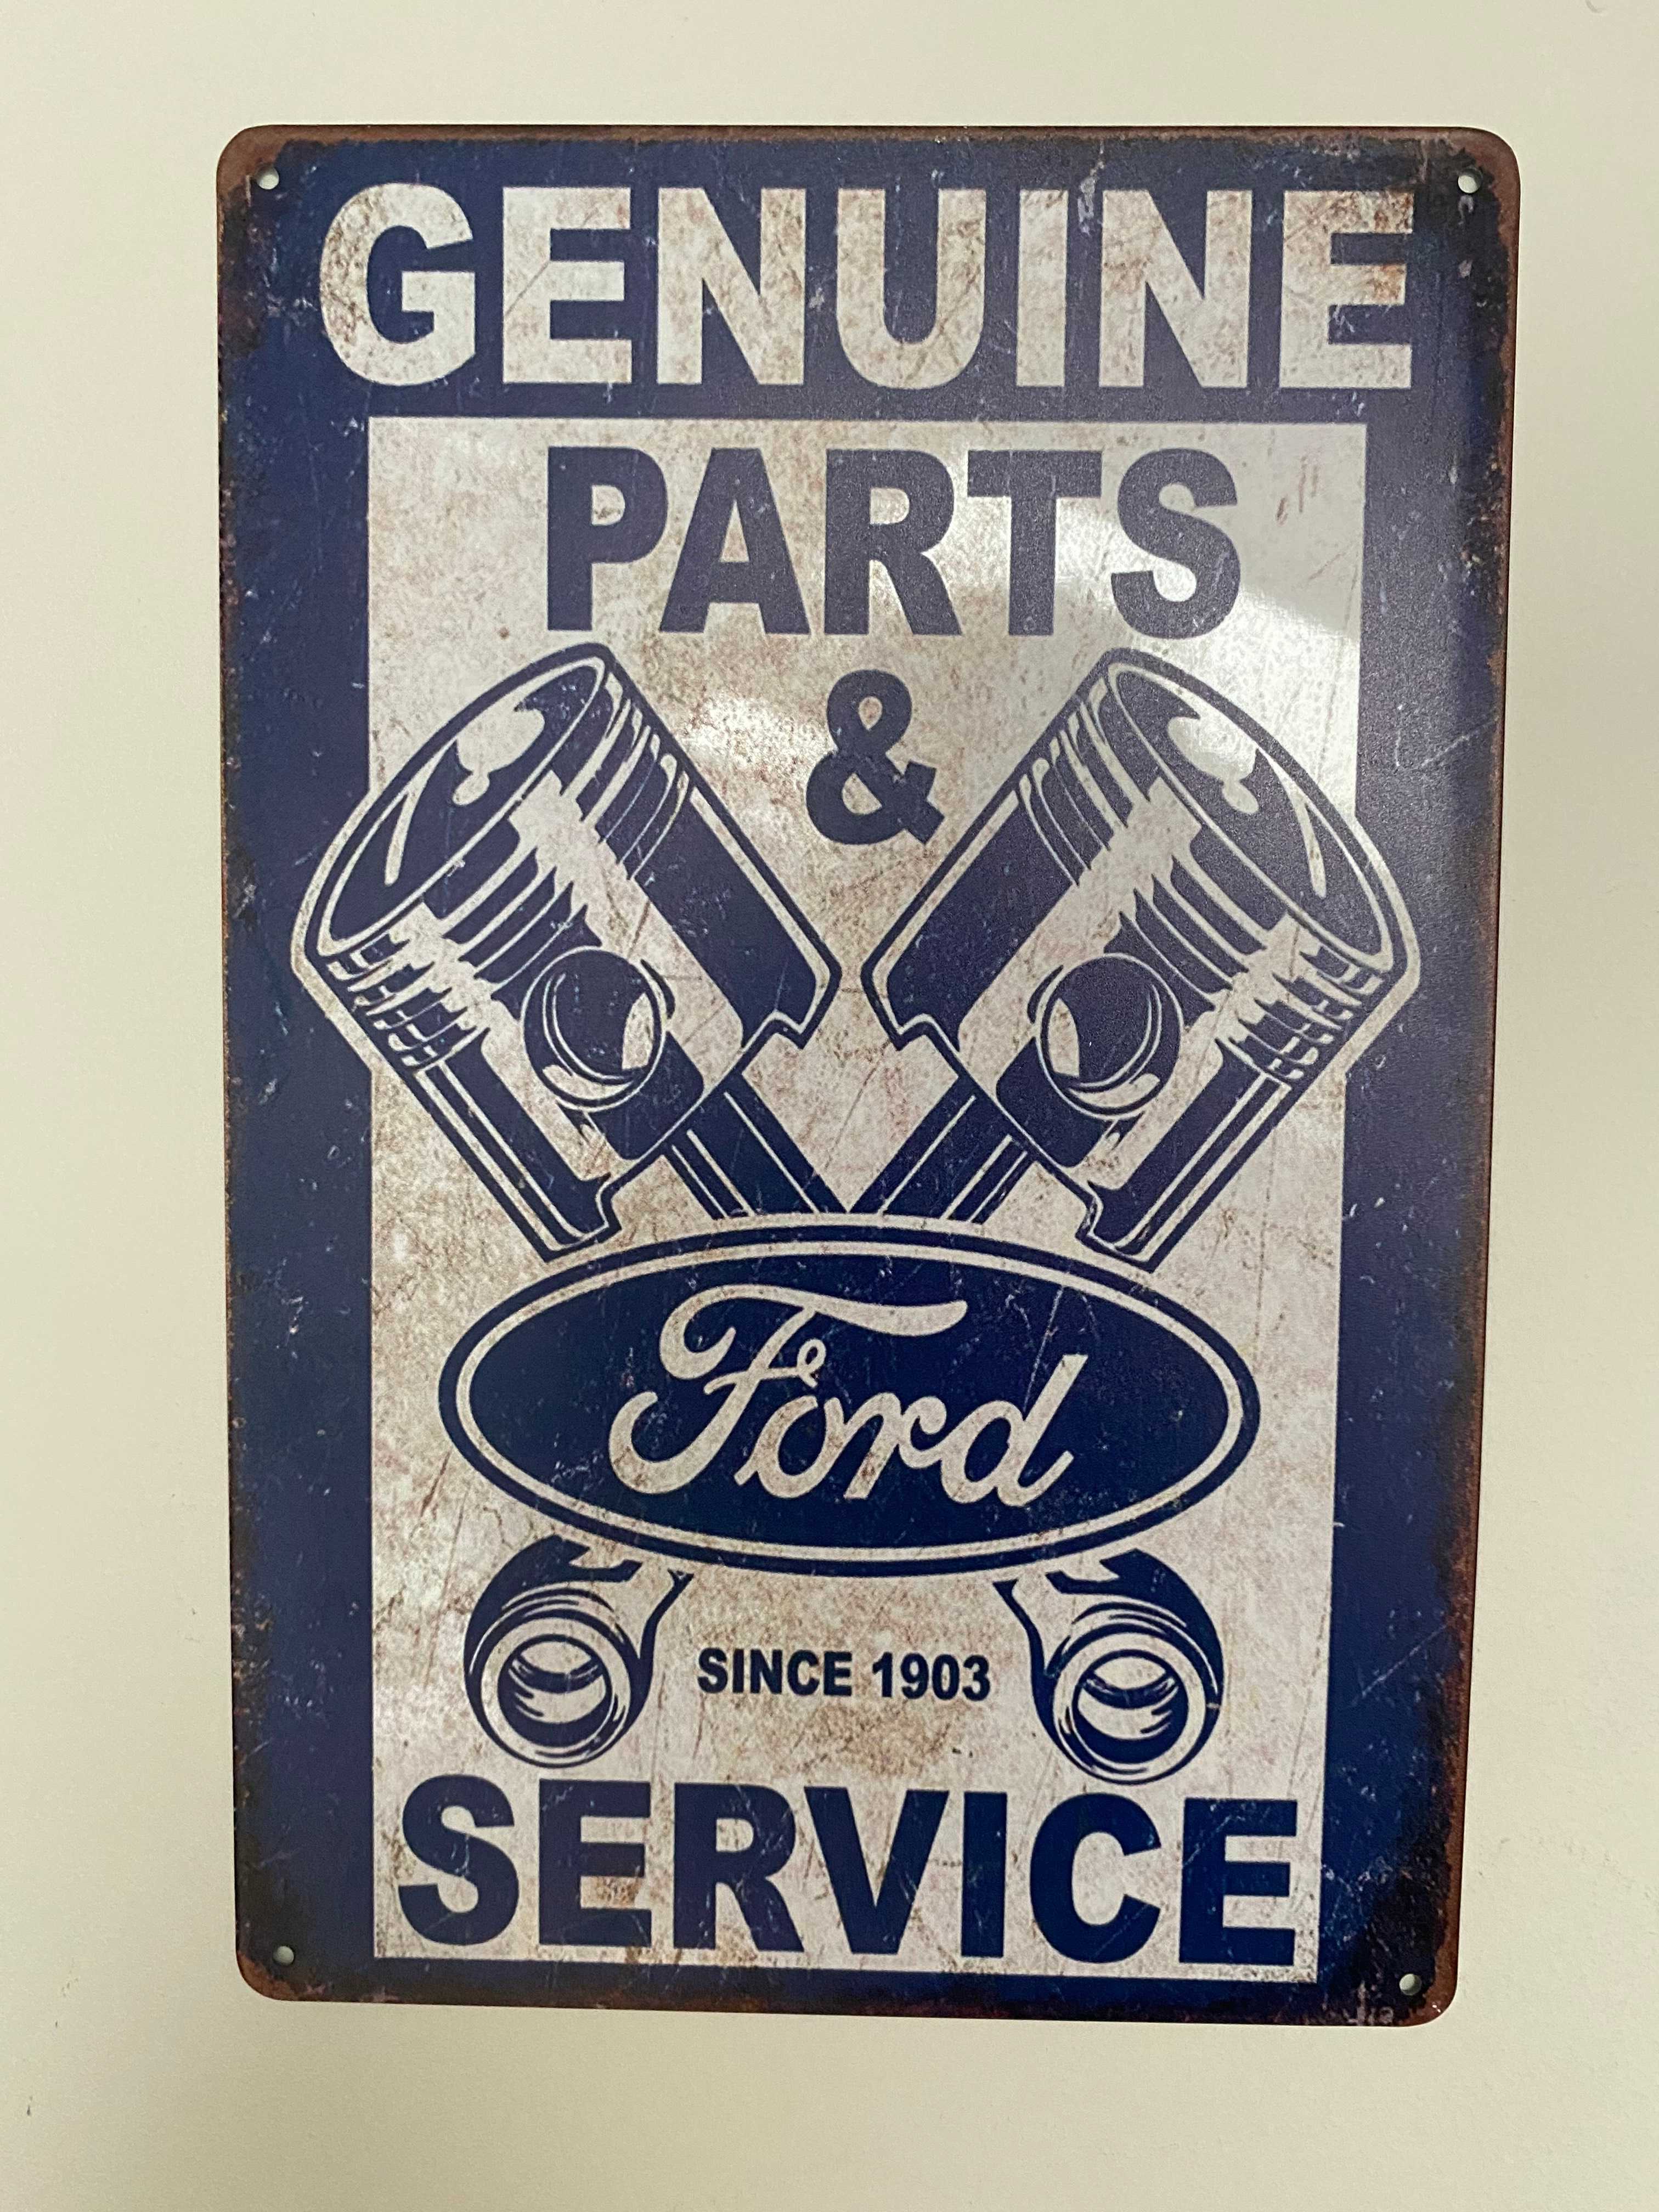 GENUINE
PARTS
&
Ford
SINCE 1903
SERVICE